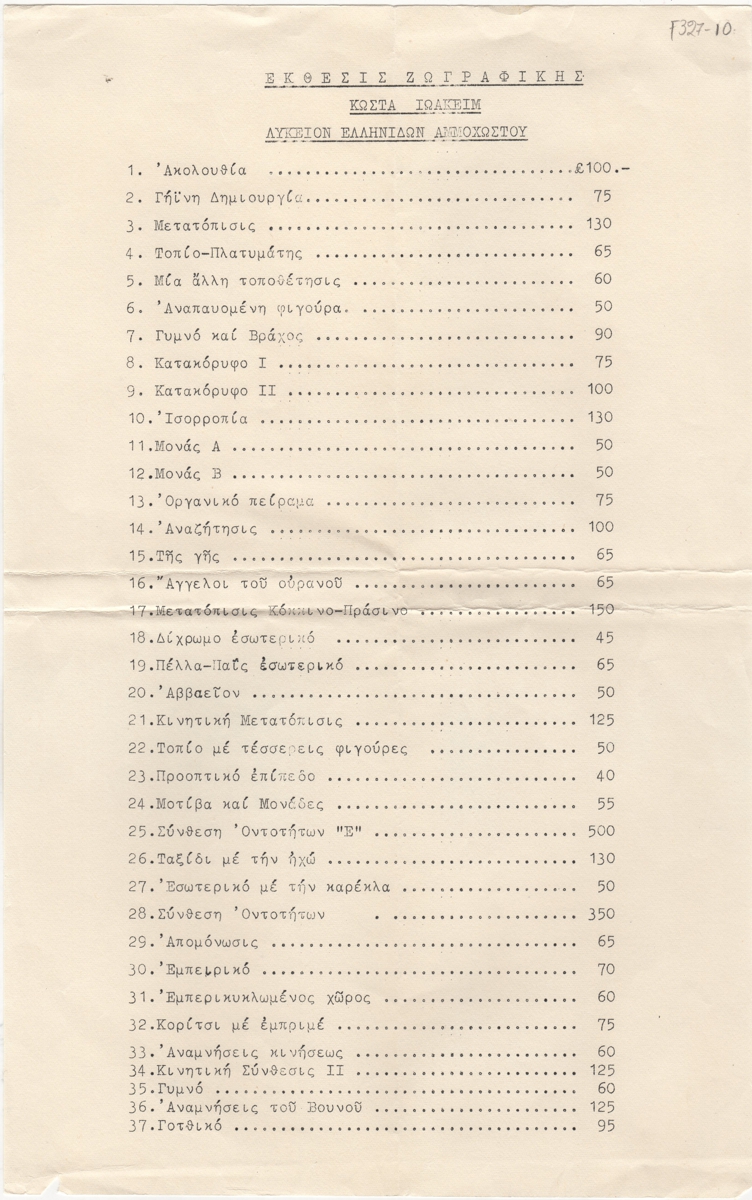 F327-10.
Ε Κ Θ Ε Σ Ι Σ  Ζ Ω Γ Ρ Α Φ Ι Κ Η Σ
ΚΩΣΤΑ ΙΩΑΚΕΙΜ
ΛΥΚΕΙΟΝ ΕΛΛΗΝΙΔΩΝ ΑΜΜΟΧΩΣΤΟΥ
1. Ἀκολουθία ................................£100.-
2. Γήϊνη Δημιουργία............................ 75
3. Μετατόπισις ............................... 130
4. Τοπίο-Πλατυμάτης .......................... 65
5. Μία ἄλλη τοποθέτησις ........................ 60
6. Ἀναπαυομένη φιγούρα. ...................... 50
7. Γυμνό καί Βράχος ........................... 90
8. Κατακόρυφο Ι .............................. 75
9. Κατακόρυφο ΙΙ ............................. 100
10. Ἰσορροπία ................................ 130
11.Μονάς Α .................................. 50
12.Μονάς Β .................................. 50
13.Ὀργανικό πείραμα .......................... 75
14.Ἀναζήτησις ............................... 100
15.Τῆς γῆς .................................. 65
16.Ἄγγελοι τοῦ οὐρανοῦ ....................... 65
17.Μετατόπισις Κόκκινο-Πράσινο ................ 150
18.Δίχρωμο ἐσωτερικό ......................... 45
19.Πέλλα-Παΐς ἐσωτερικό ....................... 65
20.Ἀββαεῖον ................................. 50
21.Κινητική Μετατόπισις ....................... 125
22.Τοπίο μέ τέσσερεις φιγούρες ................ 50
23.Προοπτικό ἐπίπεδο ......................... 40
24.Μοτίβα καί Μονάδες ........................ 55
25.Σύνθεση Ὀντοτήτων "Ε" ..................... 500
26.Ταξίδι μέ τήν ἠχώ ......................... 130
27.Ἐσωτερικό μέ τήν καρέκλα ................... 50
28.Σύνθεση Ὀντοτήτων . .................... 350
29.Ἀπομόνωσις ............................... 65
30.Ἐμπειρικό ................................ 70
31.Ἐμπερικυκλωμένος χῶρος .................... 60
32.Κορίτσι μέ ἐμπριμέ ........................ 75
33.Ἀναμνήσεις κινήσεως ....................... 60
34.Κινητική Σύνθεσις ΙΙ ....................... 125
35.Γυμνό .................................... 60
36.Ἀναμνήσεις τοῦ Βουνοῦ ..................... 125
37.Γοτθικό .................................. 95